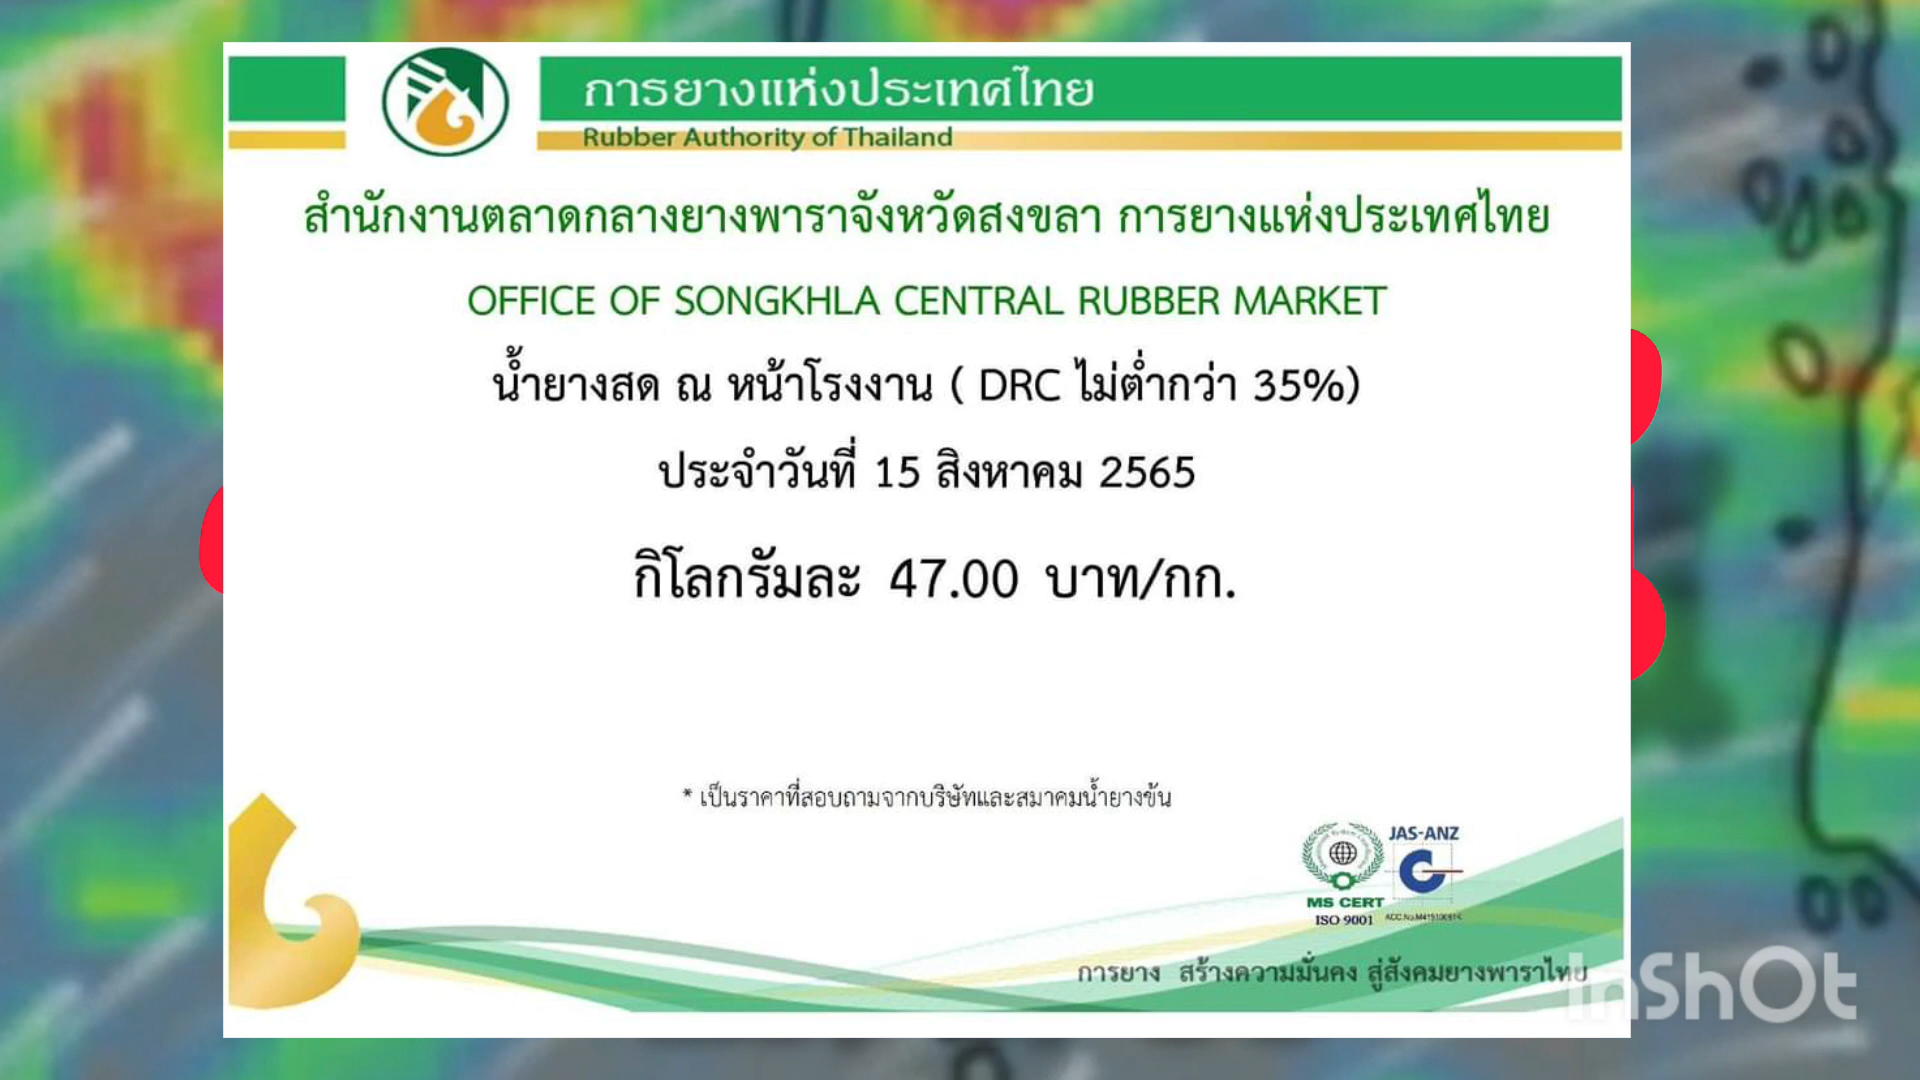 การยางแห่งประเทศไทย
Rubber Authority of Thailand
สำนักงานตลาดกลางยางพาราจังหวัดสงขลา การยางแห่งประเทศไทย
OFFICE OF SONGKHLA CENTRAL RUBBER MARKET
น้ำยางสด ณ หน้าโรงงาน ( DRC ไม่ต่ำกว่า 35%)
ประจำวันที่ 15 สิงหาคม 2565
กิโลกรัมละ 47.00 บาท/กก.
* เป็นราคาที่สอบถามจากบริษัทและสมาคมน้ำยางข้น
JAS-ANZ
MS CERT
ISO 9001
การยาง สร้างความมั่นคง สู่สังคมยางพาราไทย
InShOt